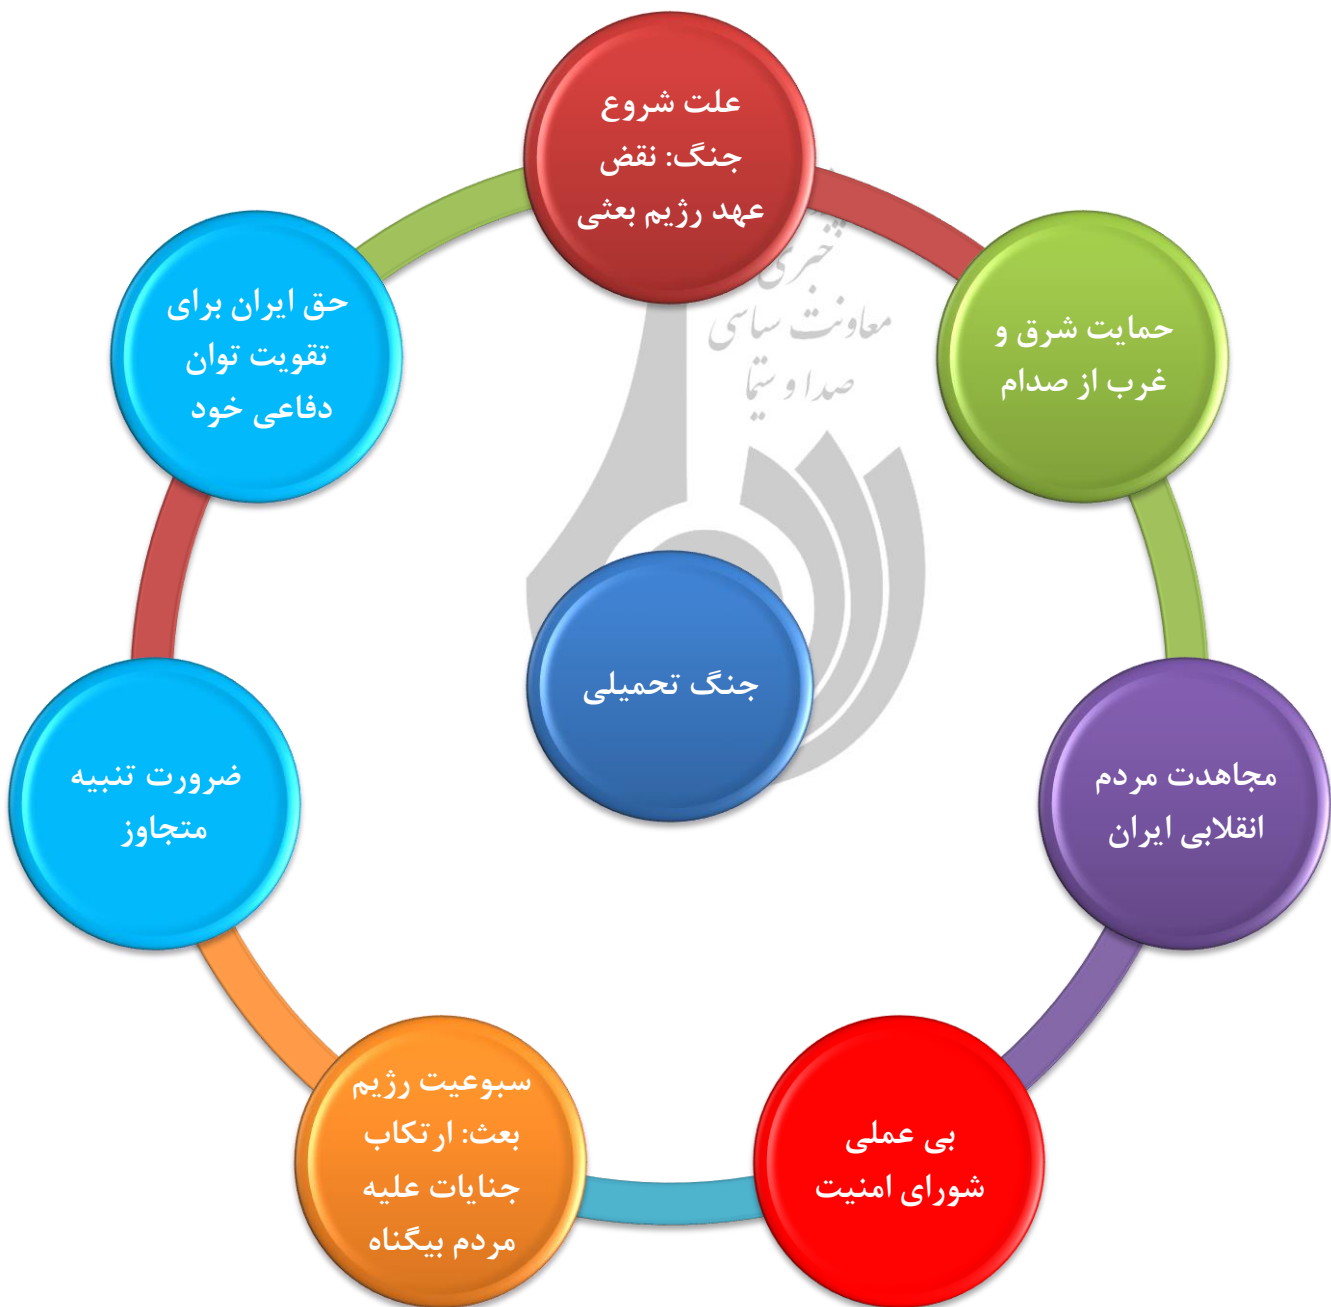 علت شروع
جنگ: نقض
عهد رژیم بعثی
حمایت شرق و
غرب از صدام
مجاهدت مردم
انقلابی ایران
بی عملی
شورای امنیت
سبوعیت رژیم
بعث: ارتکاب
جنایات علیه
مردم بیگناه
ضرورت تنبیه
متجاوز
حق ایران برای
تقویت توان
دفاعی خود
جنگ تحمیلی
خبری
معاونت سیاسی
صدا و سیما